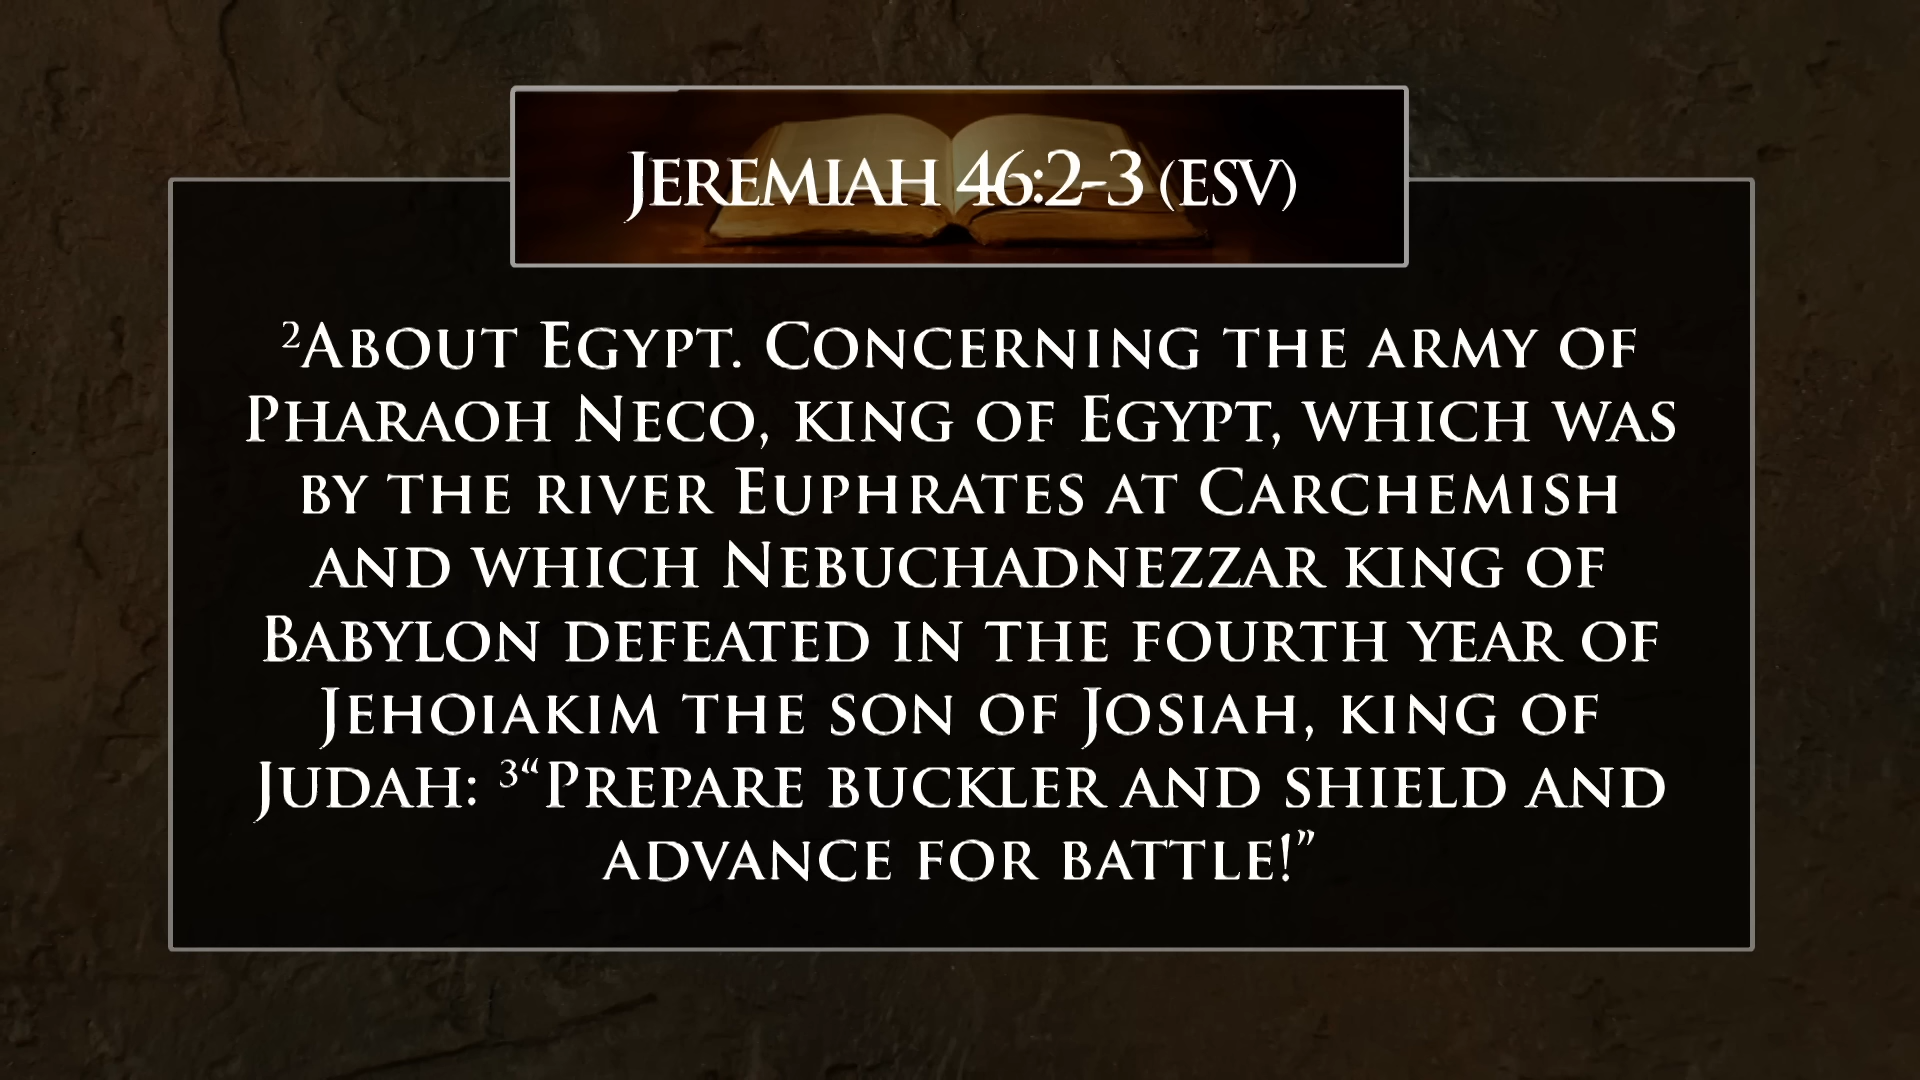 Jeremiah 46:2-3 (ESV)
²About Egypt. Concerning the army of
Pharaoh Neco, king of Egypt, which was
by the river Euphrates at Carchemish
and which Nebuchadnezzar king of
Babylon defeated in the fourth year of
Jehoiakim the son of Josiah, king of
Judah: ³“Prepare buckler and shield and
advance for battle!”